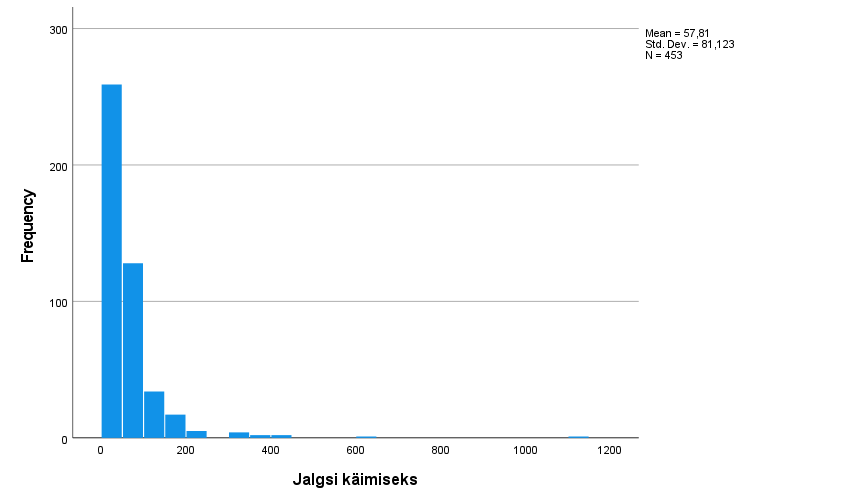 300
200
100
0
Frequency
0 200 400 600 800 1000 1200
Jalgsi käimiseks
Mean = 57,81
Std. Dev. = 81,123
N = 453